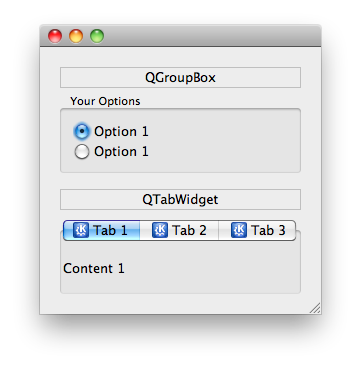 QGroupBox
Your Options
Option 1
Option 1
QTabWidget
Tab 1 Tab 2 Tab 3
Content 1